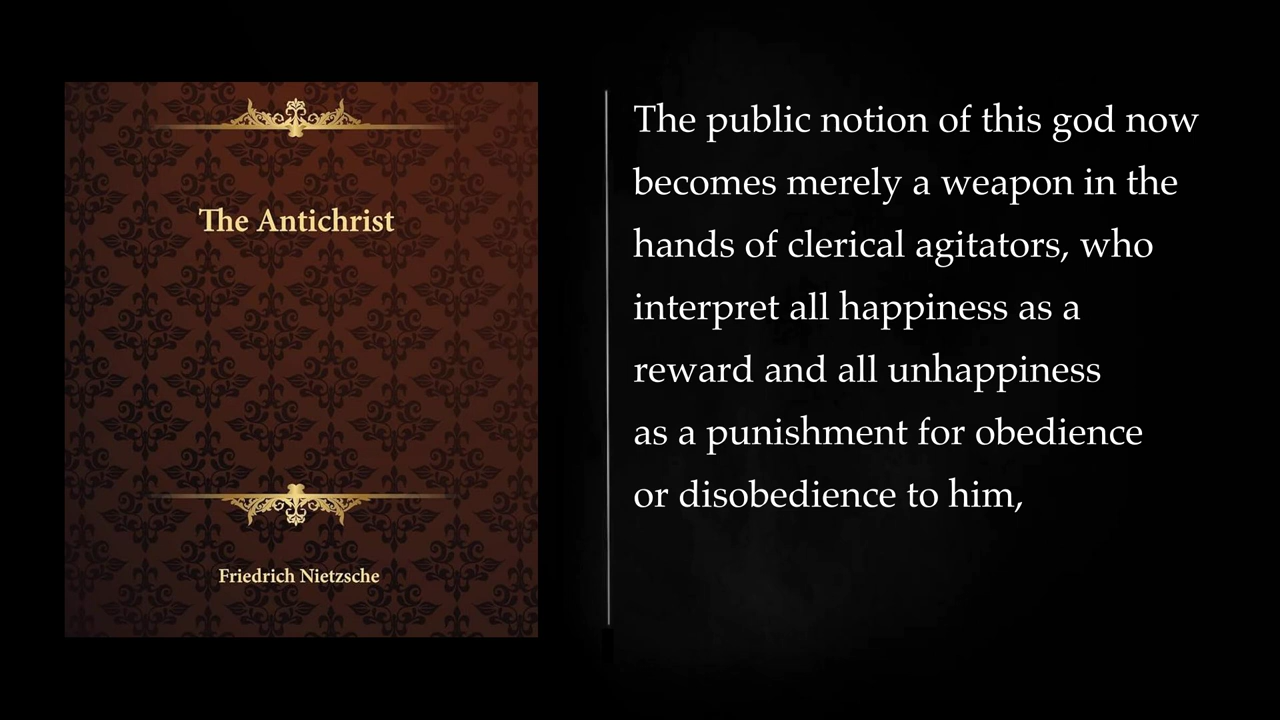 The Antichrist
Friedrich Nietzsche
The public notion of this god now
becomes merely a weapon in the
hands of clerical agitators, who
interpret all happiness as a
reward and all unhappiness
as a punishment for obedience
or disobedience to him,